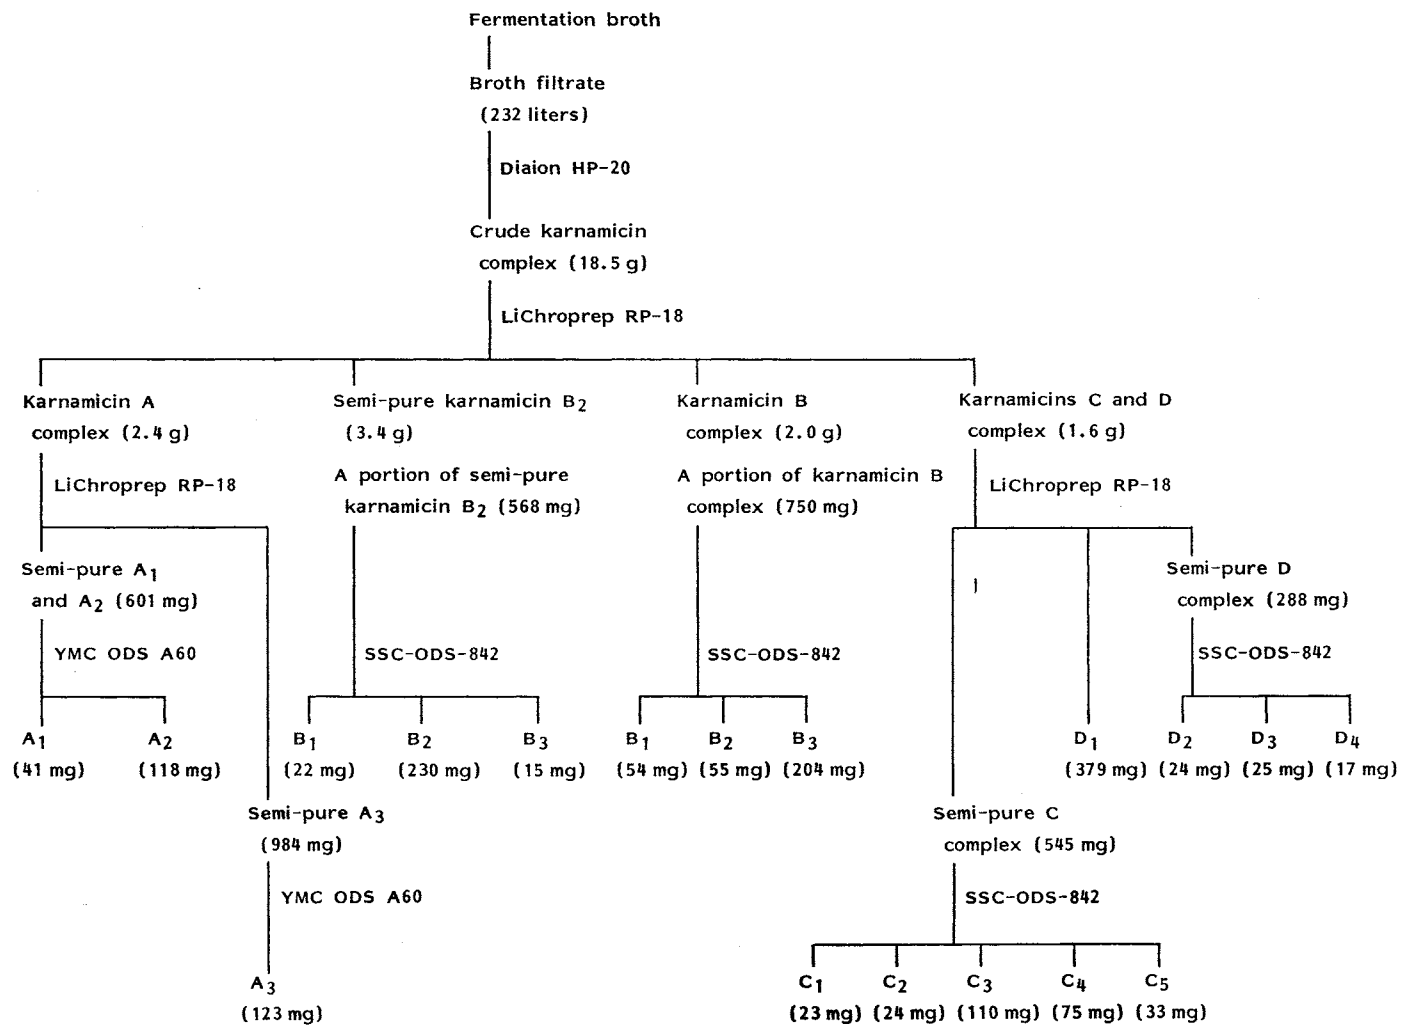 Fermentation broth
Broth filtrate
(232 liters)
Diaion HP-20
Crude karnamicin
complex (18.5 g)
LiChroprep RP-18
Karnamicin A
complex (2.4 g)
LiChroprep RP-18
Semi-pure A1
and A2 (601 mg)
YMC ODS A60
A1
(41 mg)
A2
(118 mg)
Semi-pure A3
(984 mg)
YMC ODS A60
A3
(123 mg)
Semi-pure karnamicin B2
(3.4 g)
A portion of semi-pure
karnamicin B2 (568 mg)
SSC-ODS-842
B1
(22 mg)
B2
(230 mg)
B3
(15 mg)
Karnamicin B
complex (2.0 g)
A portion of karnamicin B
complex (750 mg)
SSC-ODS-842
B1
(54 mg)
B2
(55 mg)
B3
(204 mg)
Karnamicins C and D
complex (1.6 g)
LiChroprep RP-18
Semi-pure C
complex (545 mg)
SSC-ODS-842
C1
(23 mg)
C2
(24 mg)
C3
(110 mg)
C4
(75 mg)
C5
(33 mg)
D1
(379 mg)
Semi-pure D
complex (288 mg)
SSC-ODS-842
D2
(24 mg)
D3
(25 mg)
D4
(17 mg)